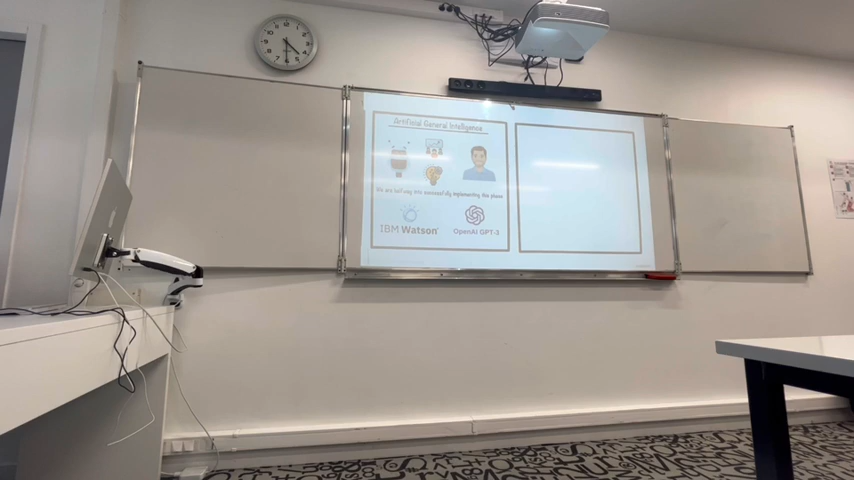 Artificial General Intelligence
We are halfway into successfully implementing this phase
IBM Watson
OpenAI GPT-3